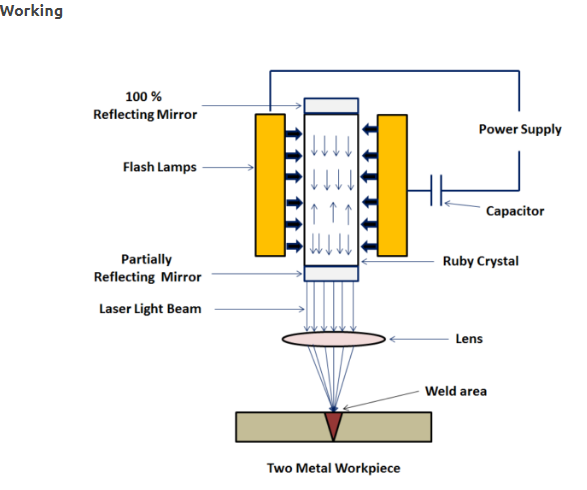 Working
100 %
Reflecting Mirror
Power Supply
Flash Lamps
Capacitor
Partially
Reflecting Mirror
Ruby Crystal
Laser Light Beam
Lens
Weld area
Two Metal Workpiece